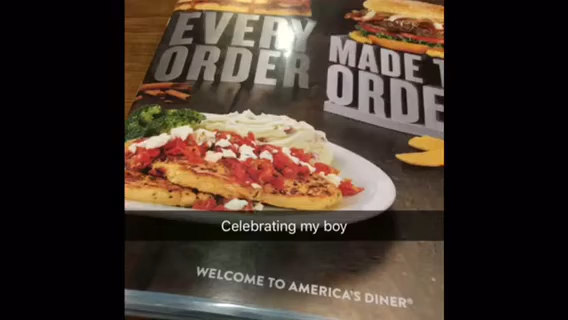 EVERY
ORDER
MADE T
ORDE
Celebrating my boy
WELCOME TO AMERICA'S DINER®